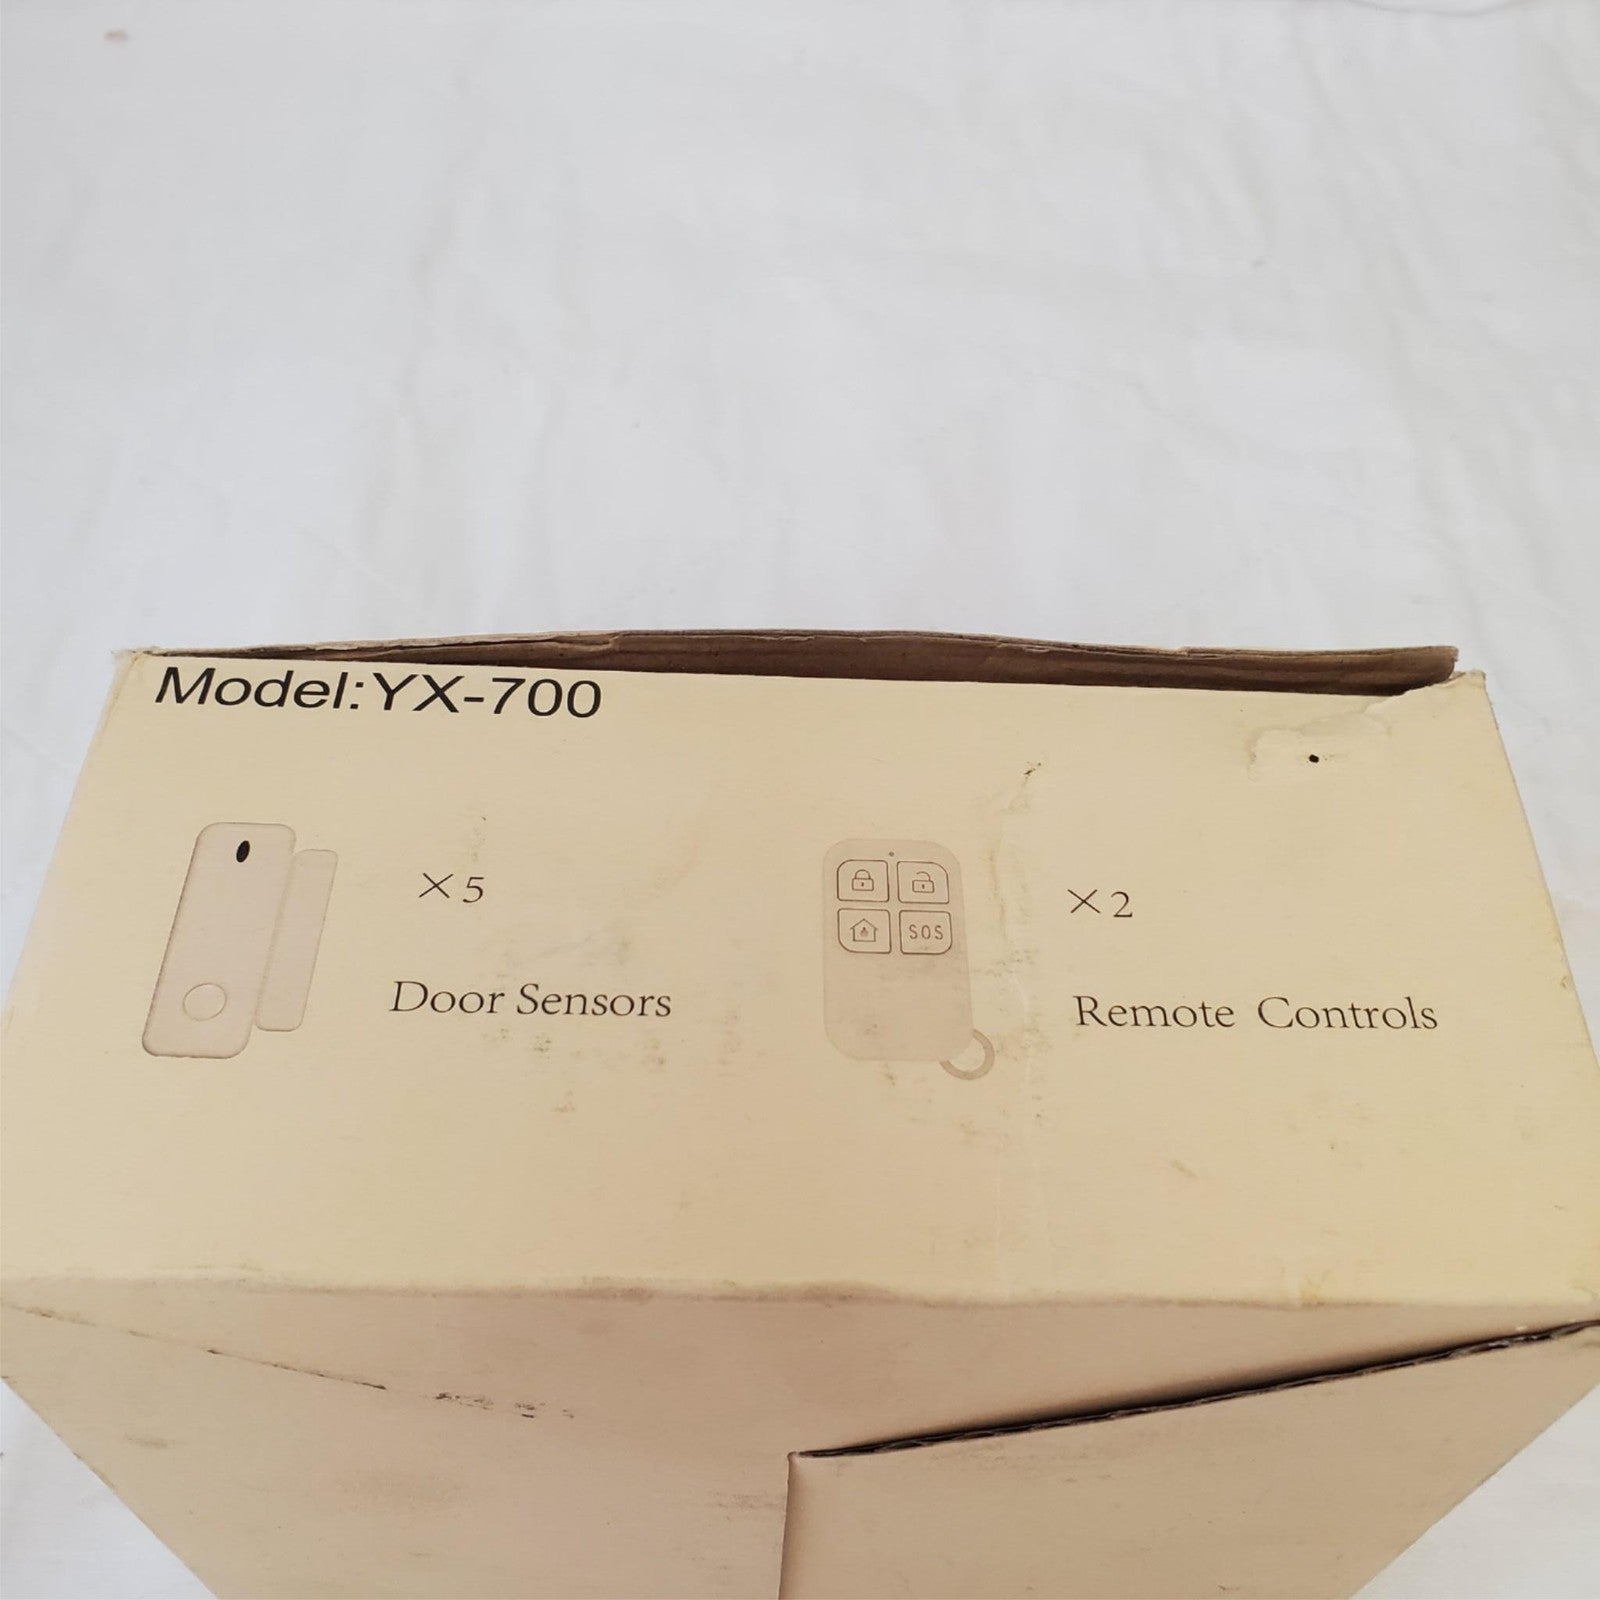 Model:YX-700
×5
Door Sensors
SOS
×2
Remote Controls